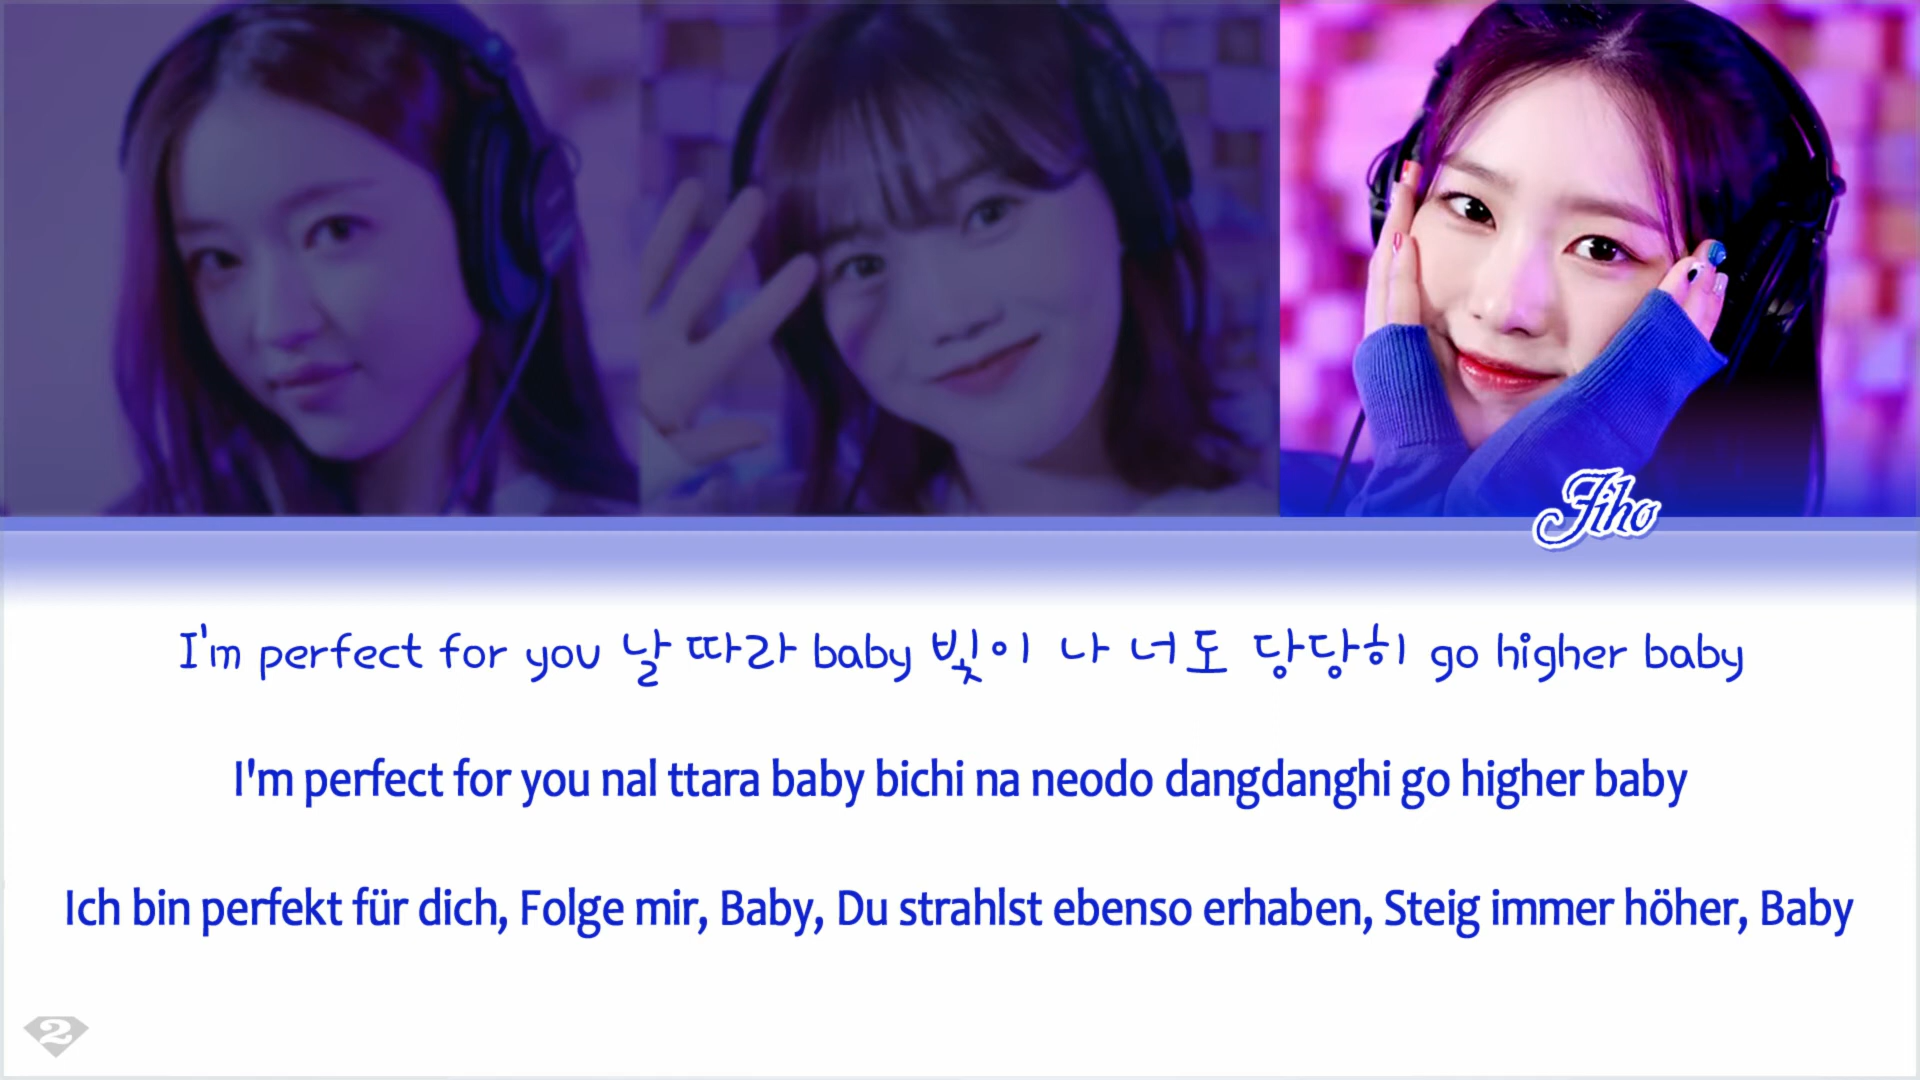 Jiho
I'm perfect for you 날 따라 baby 빛이 나 너도 당당히 go higher baby
I'm perfect for you nal ttara baby bichi na neodo dangdanghi go higher baby
Ich bin perfekt für dich, Folge mir, Baby, Du strahlst ebenso erhaben, Steig immer höher, Baby
2